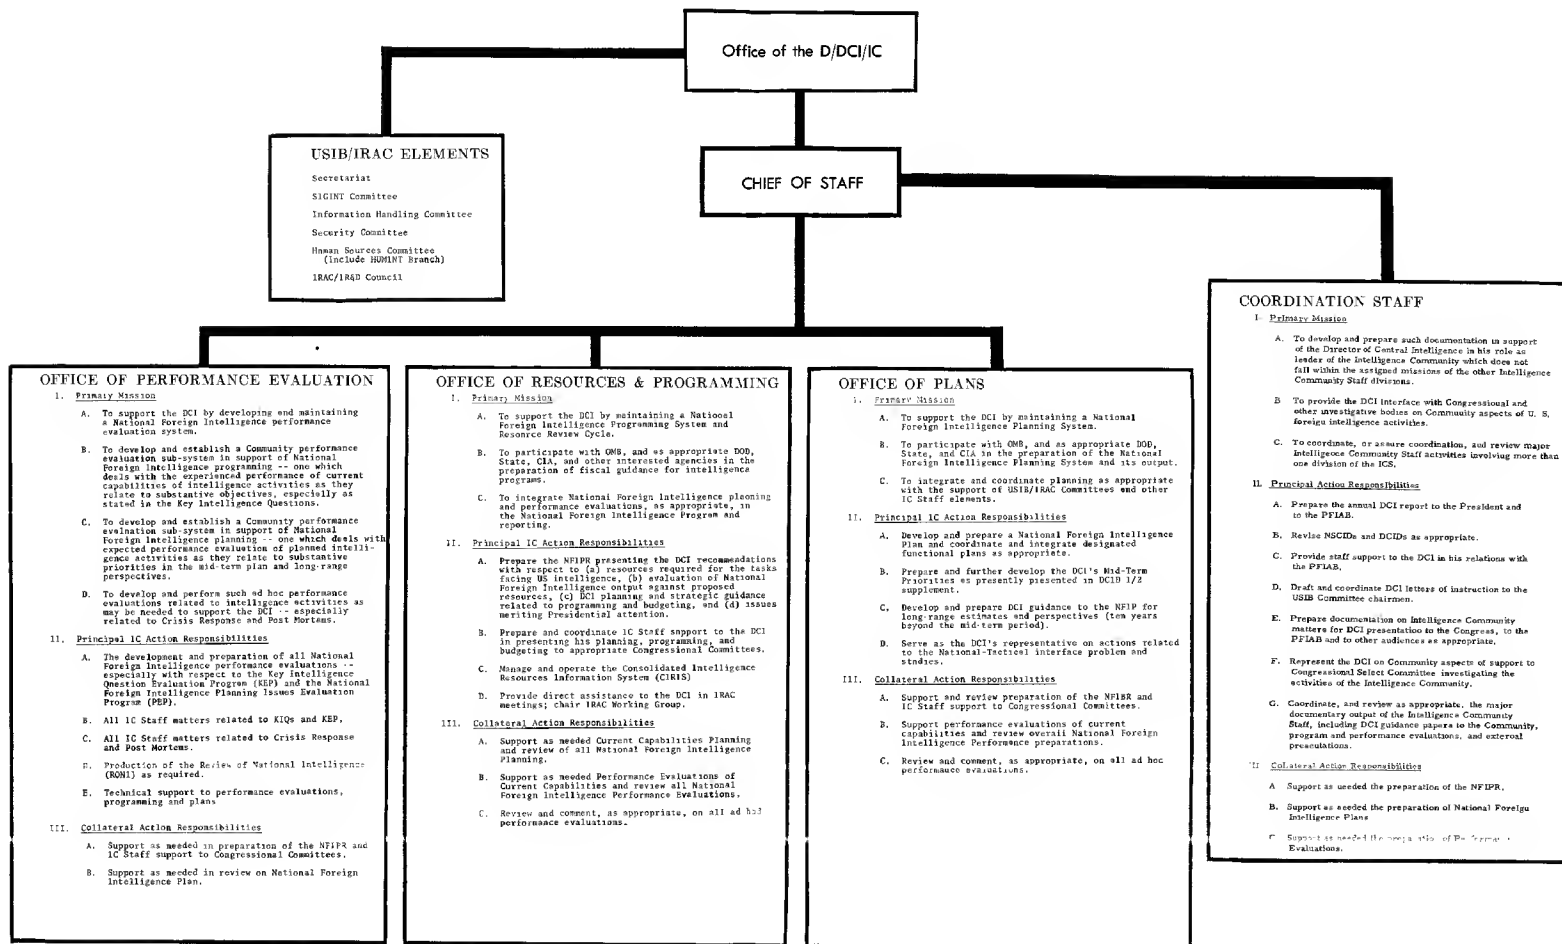 Office of the D/DCI/IC
USIB/IRAC ELEMENTS
Secretariat
SIGINT Committee
Information Handling Committee
Security Committee
Human Sources Committee
(Include HUMINT Branch)
IRAC/IR&D Council
CHIEF OF STAFF
OFFICE OF PERFORMANCE EVALUATION
I. Primary Mission
A. To support the DCI by developing and maintaining
a National Foreign Intelligence performance
evaluation system.
B. To develop and establish a Community performance
evaluation sub-system in support of National
Foreign Intelligence programming -- one which
deals with the experienced performance of current
capabilities of intelligence activities as they
relate to substantive objectives, especially as
stated in the Key Intelligence Questions.
C. To develop and establish a Community performance
evaluation sub-system in support of National
Foreign Intelligence planning -- one which deals with
expected performance evaluation of planned intelli-
gence activities as they relate to substantive
priorities in the mid-term plan and long-range
perspectives.
D. To develop and perform such ad hoc performance
evaluations related to intelligence activities as
may be needed to support the DCI -- especially
related to Crisis Response and Post Mortems.
II. Principal IC Action Responsibilities
A. The development and preparation of all National
Foreign Intelligence performance evaluations --
especially with respect to the Key Intelligence
Question Evaluation Program (KEP) and the National
Foreign Intelligence Planning Issues Evaluation
Program (PEP).
B. All IC Staff matters related to KIQs and KEP.
C. All IC Staff matters related to Crisis Response
and Post Mortems.
D. Production of the Review of National Intelligence
(RONI) as required.
E. Technical support to performance evaluations,
programming and plans
III. Collateral Action Responsibilities
A. Support as needed in preparation of the NFIPR and
IC Staff support to Congressional Committees.
B. Support as needed in review on National Foreign
Intelligence Plan.
OFFICE OF RESOURCES & PROGRAMMING
I. Primary Mission
A. To support the DCI by maintaining a National
Foreign Intelligence Programming System and
Resource Review Cycle.
B. To participate with OMB, and as appropriate DOD,
State, CIA, and other interested agencies in the
preparation of fiscal guidance for intelligence
programs.
C. To integrate National Foreign Intelligence planning
and performance evaluations, as appropriate, in
the National Foreign Intelligence Program and
reporting.
II. Principal IC Action Responsibilities
A. Prepare the NFIPR presenting the DCI recommendations
with respect to (a) resources required for the tasks
facing US intelligence, (b) evaluation of National
Foreign Intelligence output against proposed
resources, (c) DCI planning and strategic guidance
related to programming and budgeting, and (d) issues
meriting Presidential attention.
B. Prepare and coordinate IC Staff support to the DCI
in presenting his planning, programming, and
budgeting to appropriate Congressional Committees.
C. Manage and operate the Consolidated Intelligence
Resources Information System (CIRIS)
D. Provide direct assistance to the DCI in IRAC
meetings; chair IRAC Working Group.
III. Collateral Action Responsibilities
A. Support as needed Current Capabilities Planning
and review of all National Foreign Intelligence
Planning.
B. Support as needed Performance Evaluations of
Current Capabilities and review all National
Foreign Intelligence Performance Evaluations.
C. Review and comment, as appropriate, on all ad hoc
performance evaluations.
OFFICE OF PLANS
I. Primary Mission
A. To support the DCI by maintaining a National
Foreign Intelligence Planning System.
B. To participate with OMB, and as appropriate DOD,
State, and CIA in the preparation of the National
Foreign Intelligence Planning System and its output.
C. To integrate and coordinate planning as appropriate
with the support of USIB/IRAC Committees and other
IC Staff elements.
II. Principal IC Action Responsibilities
A. Develop and prepare a National Foreign Intelligence
Plan and coordinate and integrate designated
functional plans as appropriate.
B. Prepare and further develop the DCI's Mid-Term
Priorities as presently presented in DCID 1/2
supplement.
C. Develop and prepare DCI guidance to the NFIP for
long-range estimates and perspectives (ten years
beyond the mid-term period).
D. Serve as the DCI's representative on actions related
to the National-Tactical interface problem and
studies.
III. Collateral Action Responsibilities
A. Support and review preparation of the NFIBR and
IC Staff support to Congressional Committees.
B. Support performance evaluations of current
capabilities and review overall National Foreign
Intelligence Performance preparations.
C. Review and comment, as appropriate, on all ad hoc
performance evaluations.
COORDINATION STAFF
I. Primary Mission
A. To develop and prepare such documentation in support
of the Director of Central Intelligence in his role as
leader of the Intelligence Community which does not
fall within the assigned missions of the other Intelligence
Community Staff divisions.
B To provide the DCI interface with Congressional and
other investigative bodies on Community aspects of U. S.
foreign intelligence activities.
C. To coordinate, or assure coordination, and review major
Intelligence Community Staff activities involving more than
one division of the ICS.
II. Principal Action Responsibilities
A. Prepare the annual DCI report to the President and
to the PFIAB.
B. Revise NSCIDs and DCIDs as appropriate.
C. Provide staff support to the DCI in his relations with
the PFIAB.
D. Draft and coordinate DCI letters of instruction to the
USIB Committee chairmen.
E. Prepare documentation on Intelligence Community
matters for DCI presentation to the Congress, to the
PFIAB and to other audiences as appropriate.
F. Represent the DCI on Community aspects of support to
Congressional Select Committee investigating the
activities of the Intelligence Community.
G. Coordinate, and review as appropriate, the major
documentary output of the Intelligence Community
Staff, including DCI guidance papers to the Community,
program and performance evaluations, and external
presentations.
II Collateral Action Responsibilities
A Support as needed the preparation of the NFIPR.
B. Support as needed the preparation of National Foreign
Intelligence Plans
C Support as needed the preparation of Performance
Evaluations.